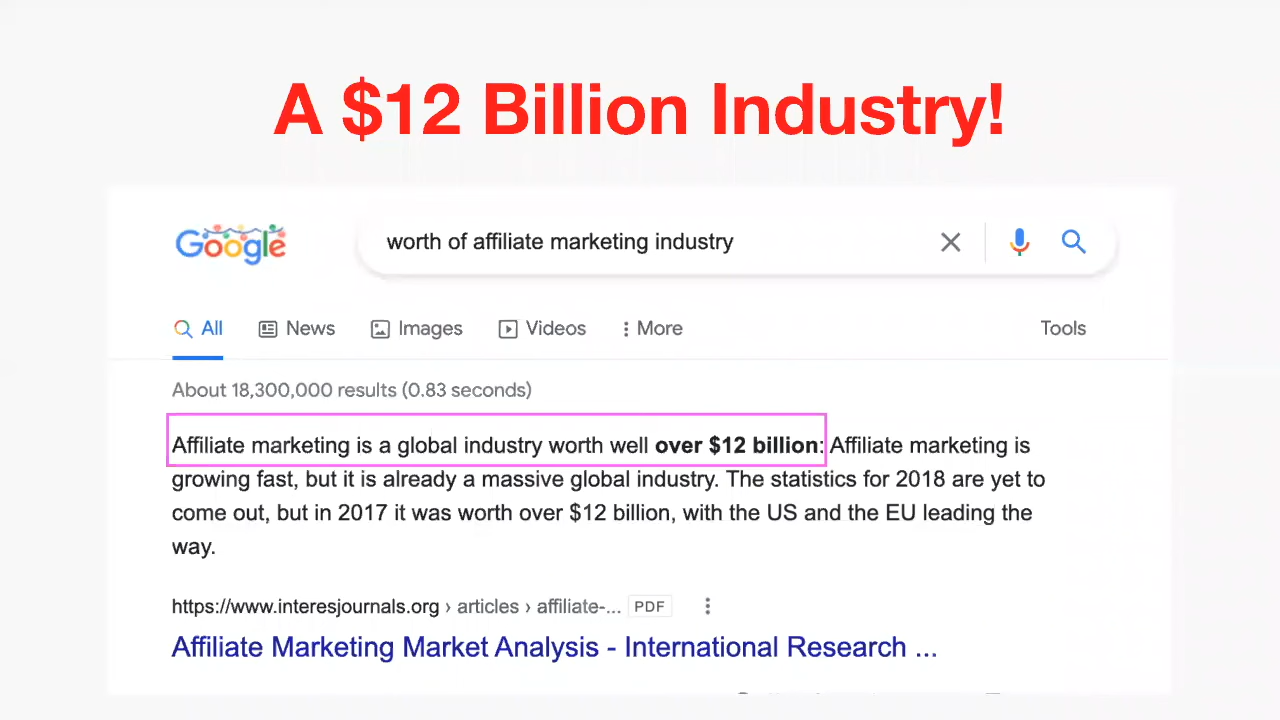 A $12 Billion Industry!
Google
worth of affiliate marketing industry
All News Images Videos More Tools
About 18,300,000 results (0.83 seconds)
Affiliate marketing is a global industry worth well over $12 billion: Affiliate marketing is
growing fast, but it is already a massive global industry. The statistics for 2018 are yet to
come out, but in 2017 it was worth over $12 billion, with the US and the EU leading the
way.
https://www.interesjournals.org › articles › affiliate-... PDF
Affiliate Marketing Market Analysis - International Research ...